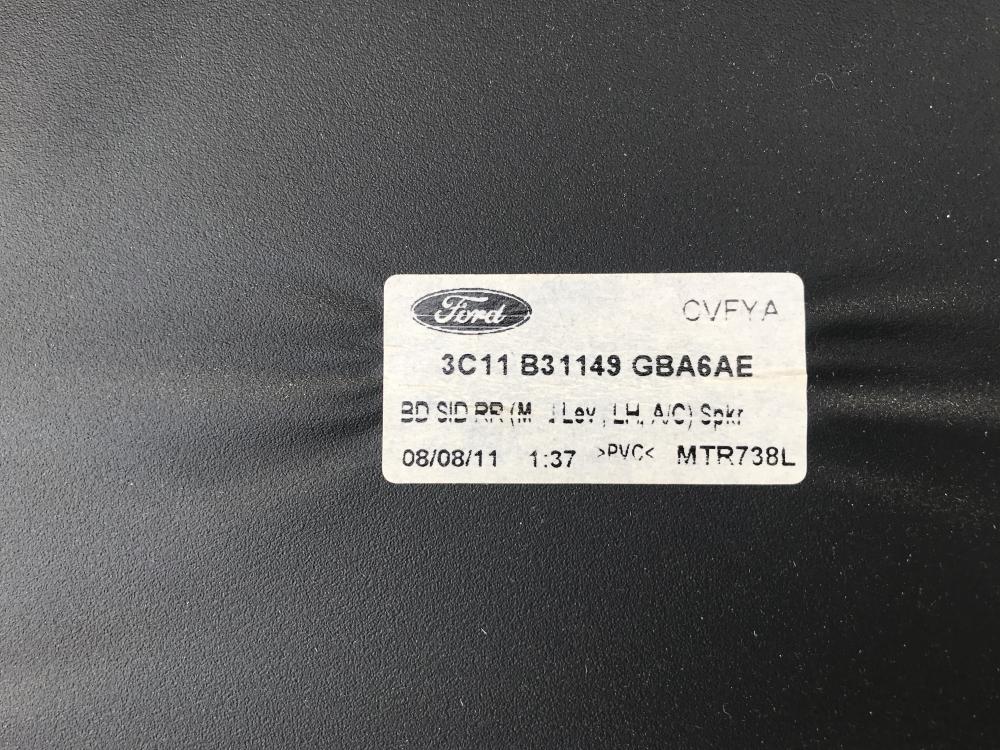 Ford CVFYA
3C11 B31149 GBA6AE
BD SID RR (M Lev , LH, A/C) Spkr
08/08/11 1:37 >PVC< MTR738L